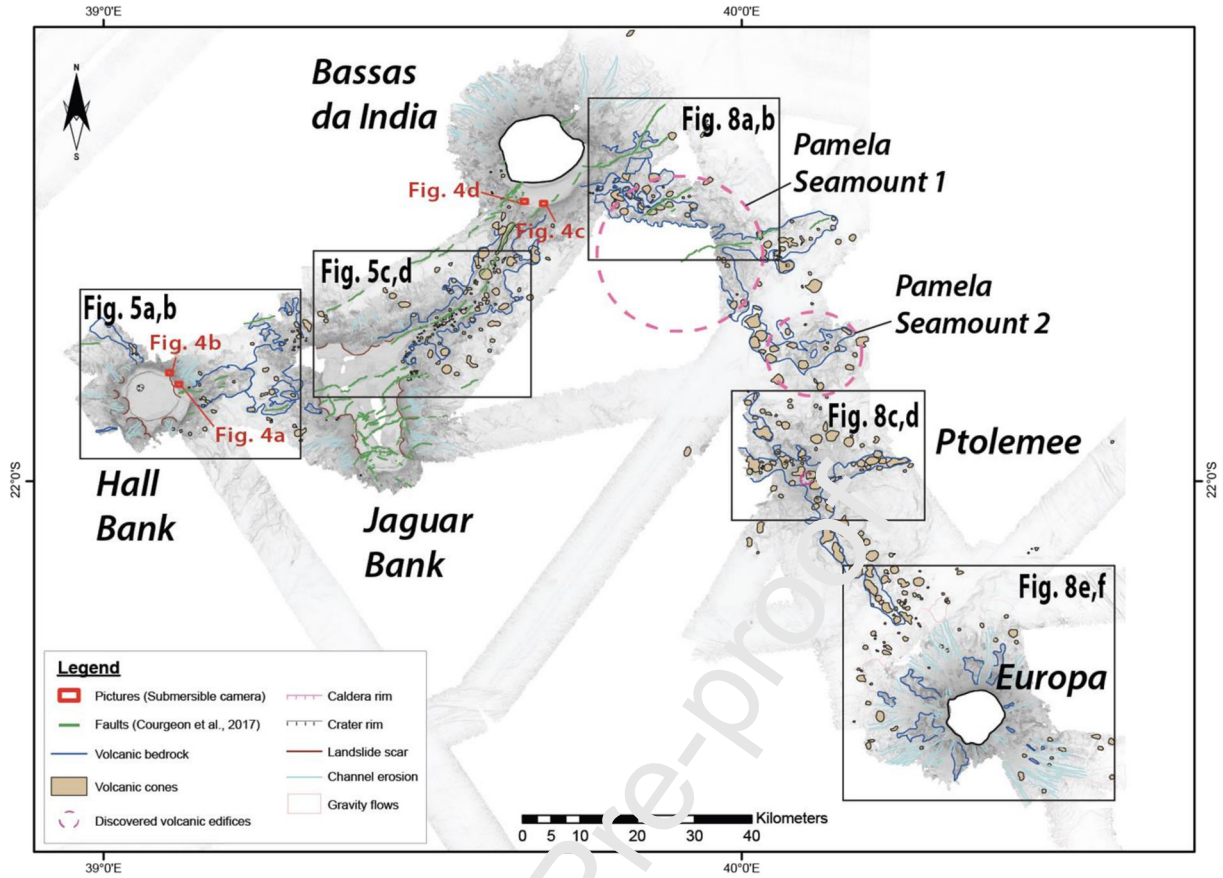 39°0'E
40°0'E
N
S
Bassas
da India
Fig. 8a,b
Pamela
Seamount 1
Fig. 4d
Fig. 4c
Fig. 5c,d
Fig. 5a,b
Pamela
Seamount 2
Fig. 4b
Fig. 4a
Fig. 8c,d
Ptolemee
22°0'S
22°0'S
Hall
Bank
Jaguar
Bank
Fig. 8e,f
Europa
Legend
Pictures (Submersible camera)
Faults (Courgeon et al., 2017)
Volcanic bedrock
Volcanic cones
Discovered volcanic edifices
Caldera rim
Crater rim
Landslide scar
Channel erosion
Gravity flows
Kilometers
0 5 10 20 30 40
39°0'E
40°0'E
Pre-proof